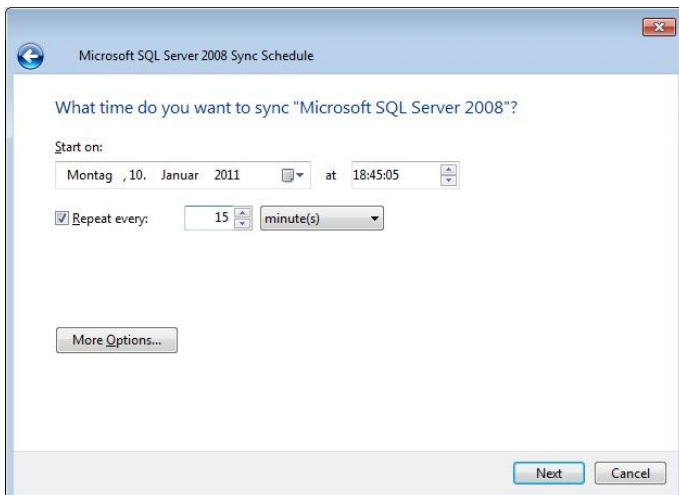 Microsoft SQL Server 2008 Sync Schedule
What time do you want to sync "Microsoft SQL Server 2008"?
Start on:
Montag , 10. Januar 2011 at 18:45:05
Repeat every: 15 minute(s)
More Options...
Next Cancel